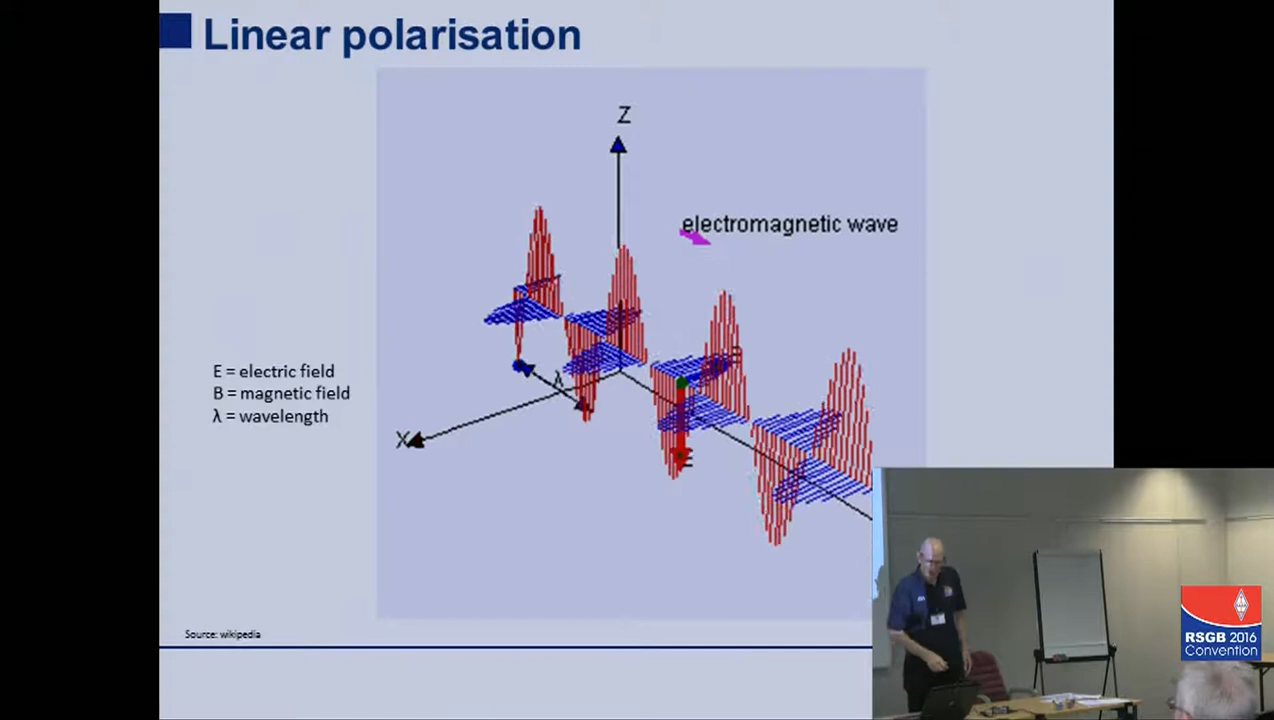 Linear polarisation
Z
electromagnetic wave
E = electric field
B = magnetic field
λ = wavelength
λ
X
E
Source: wikipedia
RSGB 2016
Convention